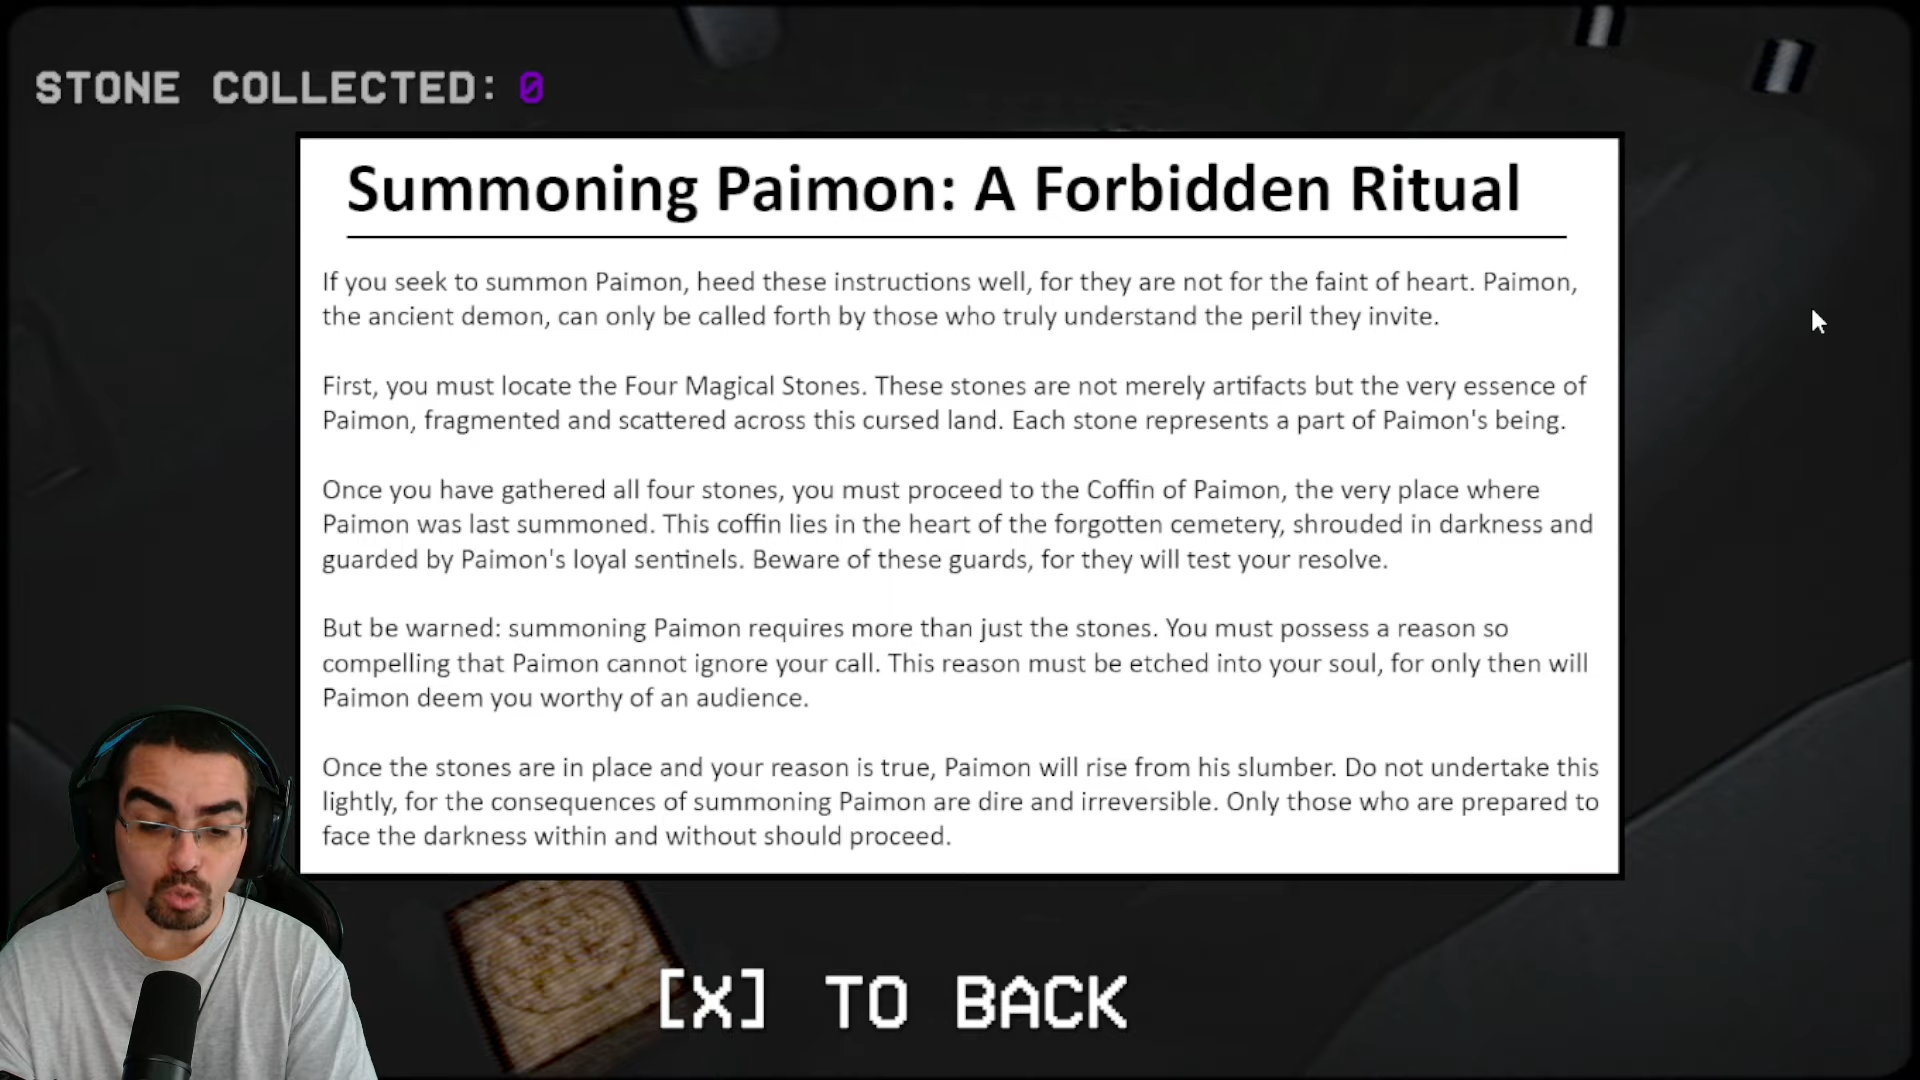 STONE COLLECTED: 0
Summoning Paimon: A Forbidden Ritual
If you seek to summon Paimon, heed these instructions well, for they are not for the faint of heart. Paimon,
the ancient demon, can only be called forth by those who truly understand the peril they invite.
First, you must locate the Four Magical Stones. These stones are not merely artifacts but the very essence of
Paimon, fragmented and scattered across this cursed land. Each stone represents a part of Paimon's being.
Once you have gathered all four stones, you must proceed to the Coffin of Paimon, the very place where
Paimon was last summoned. This coffin lies in the heart of the forgotten cemetery, shrouded in darkness and
guarded by Paimon's loyal sentinels. Beware of these guards, for they will test your resolve.
But be warned: summoning Paimon requires more than just the stones. You must possess a reason so
compelling that Paimon cannot ignore your call. This reason must be etched into your soul, for only then will
Paimon deem you worthy of an audience.
Once the stones are in place and your reason is true, Paimon will rise from his slumber. Do not undertake this
lightly, for the consequences of summoning Paimon are dire and irreversible. Only those who are prepared to
face the darkness within and without should proceed.
[X] TO BACK